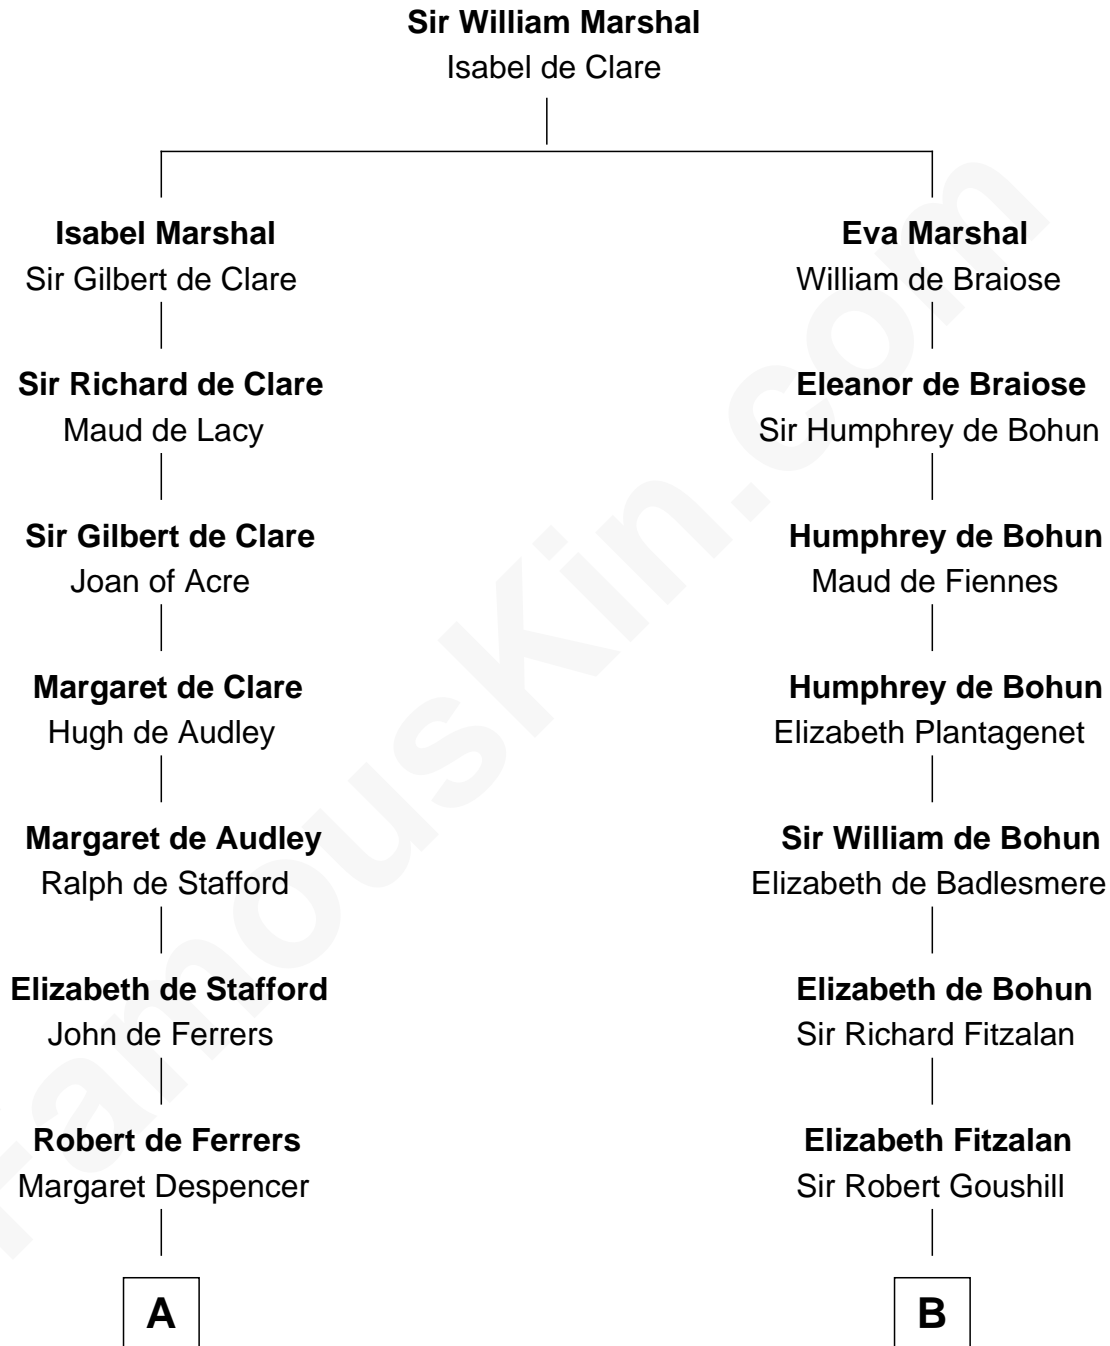 Sir William Marshal
Isabel de Clare
Isabel Marshal
Sir Gilbert de Clare
Eva Marshal
William de Braiose
Sir Richard de Clare
Maud de Lacy
Eleanor de Braiose
Sir Humphrey de Bohun
Sir Gilbert de Clare
Joan of Acre
Humphrey de Bohun
Maud de Fiennes
Margaret de Clare
Hugh de Audley
Humphrey de Bohun
Elizabeth Plantagenet
Margaret de Audley
Ralph de Stafford
Sir William de Bohun
Elizabeth de Badlesmere
Elizabeth de Stafford
John de Ferrers
Elizabeth de Bohun
Sir Richard Fitzalan
Robert de Ferrers
Margaret Despencer
Elizabeth Fitzalan
Sir Robert Goushill
A
B
FamousKin.com